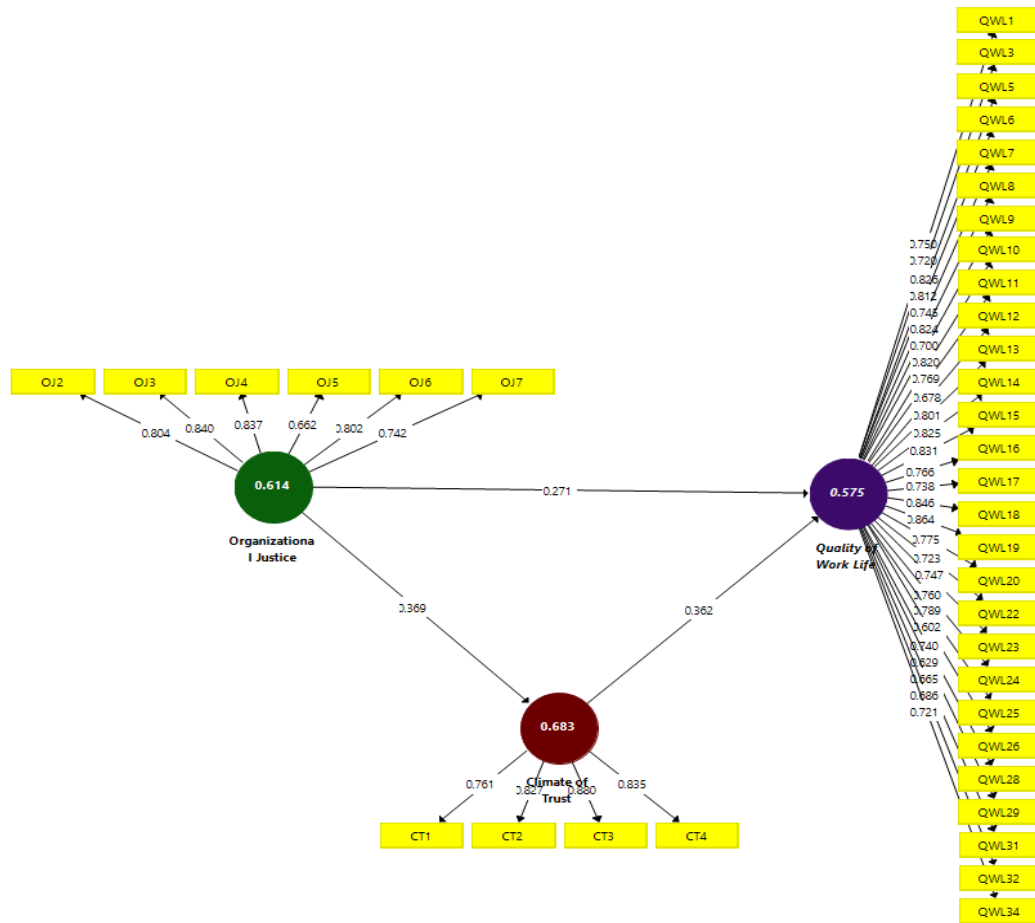 QWL1
QWL3
QWL5
QWL6
QWL7
QWL8
QWL9
QWL10
QWL11
QWL12
QWL13
QWL14
QWL15
QWL16
QWL17
QWL18
QWL19
QWL20
QWL22
QWL23
QWL24
QWL25
QWL26
QWL28
QWL29
QWL31
QWL32
QWL34
0.750
0.720
0.826
0.812
0.745
0.824
0.700
0.820
0.769
0.678
0.801
0.825
0.831
0.766
0.738
0.846
0.864
0.775
0.723
0.747
0.760
0.789
0.602
0.740
0.629
0.665
0.686
0.721
OJ2 OJ3 OJ4 OJ5 OJ6 OJ7
0.804 0.840 0.837 0.662 0.802 0.742
0.614
Organizationa
l Justice
0.271
0.575
Quality of
Work Life
0.369
0.362
0.683
Climate of
Trust
0.761 0.827 0.880 0.835
CT1 CT2 CT3 CT4